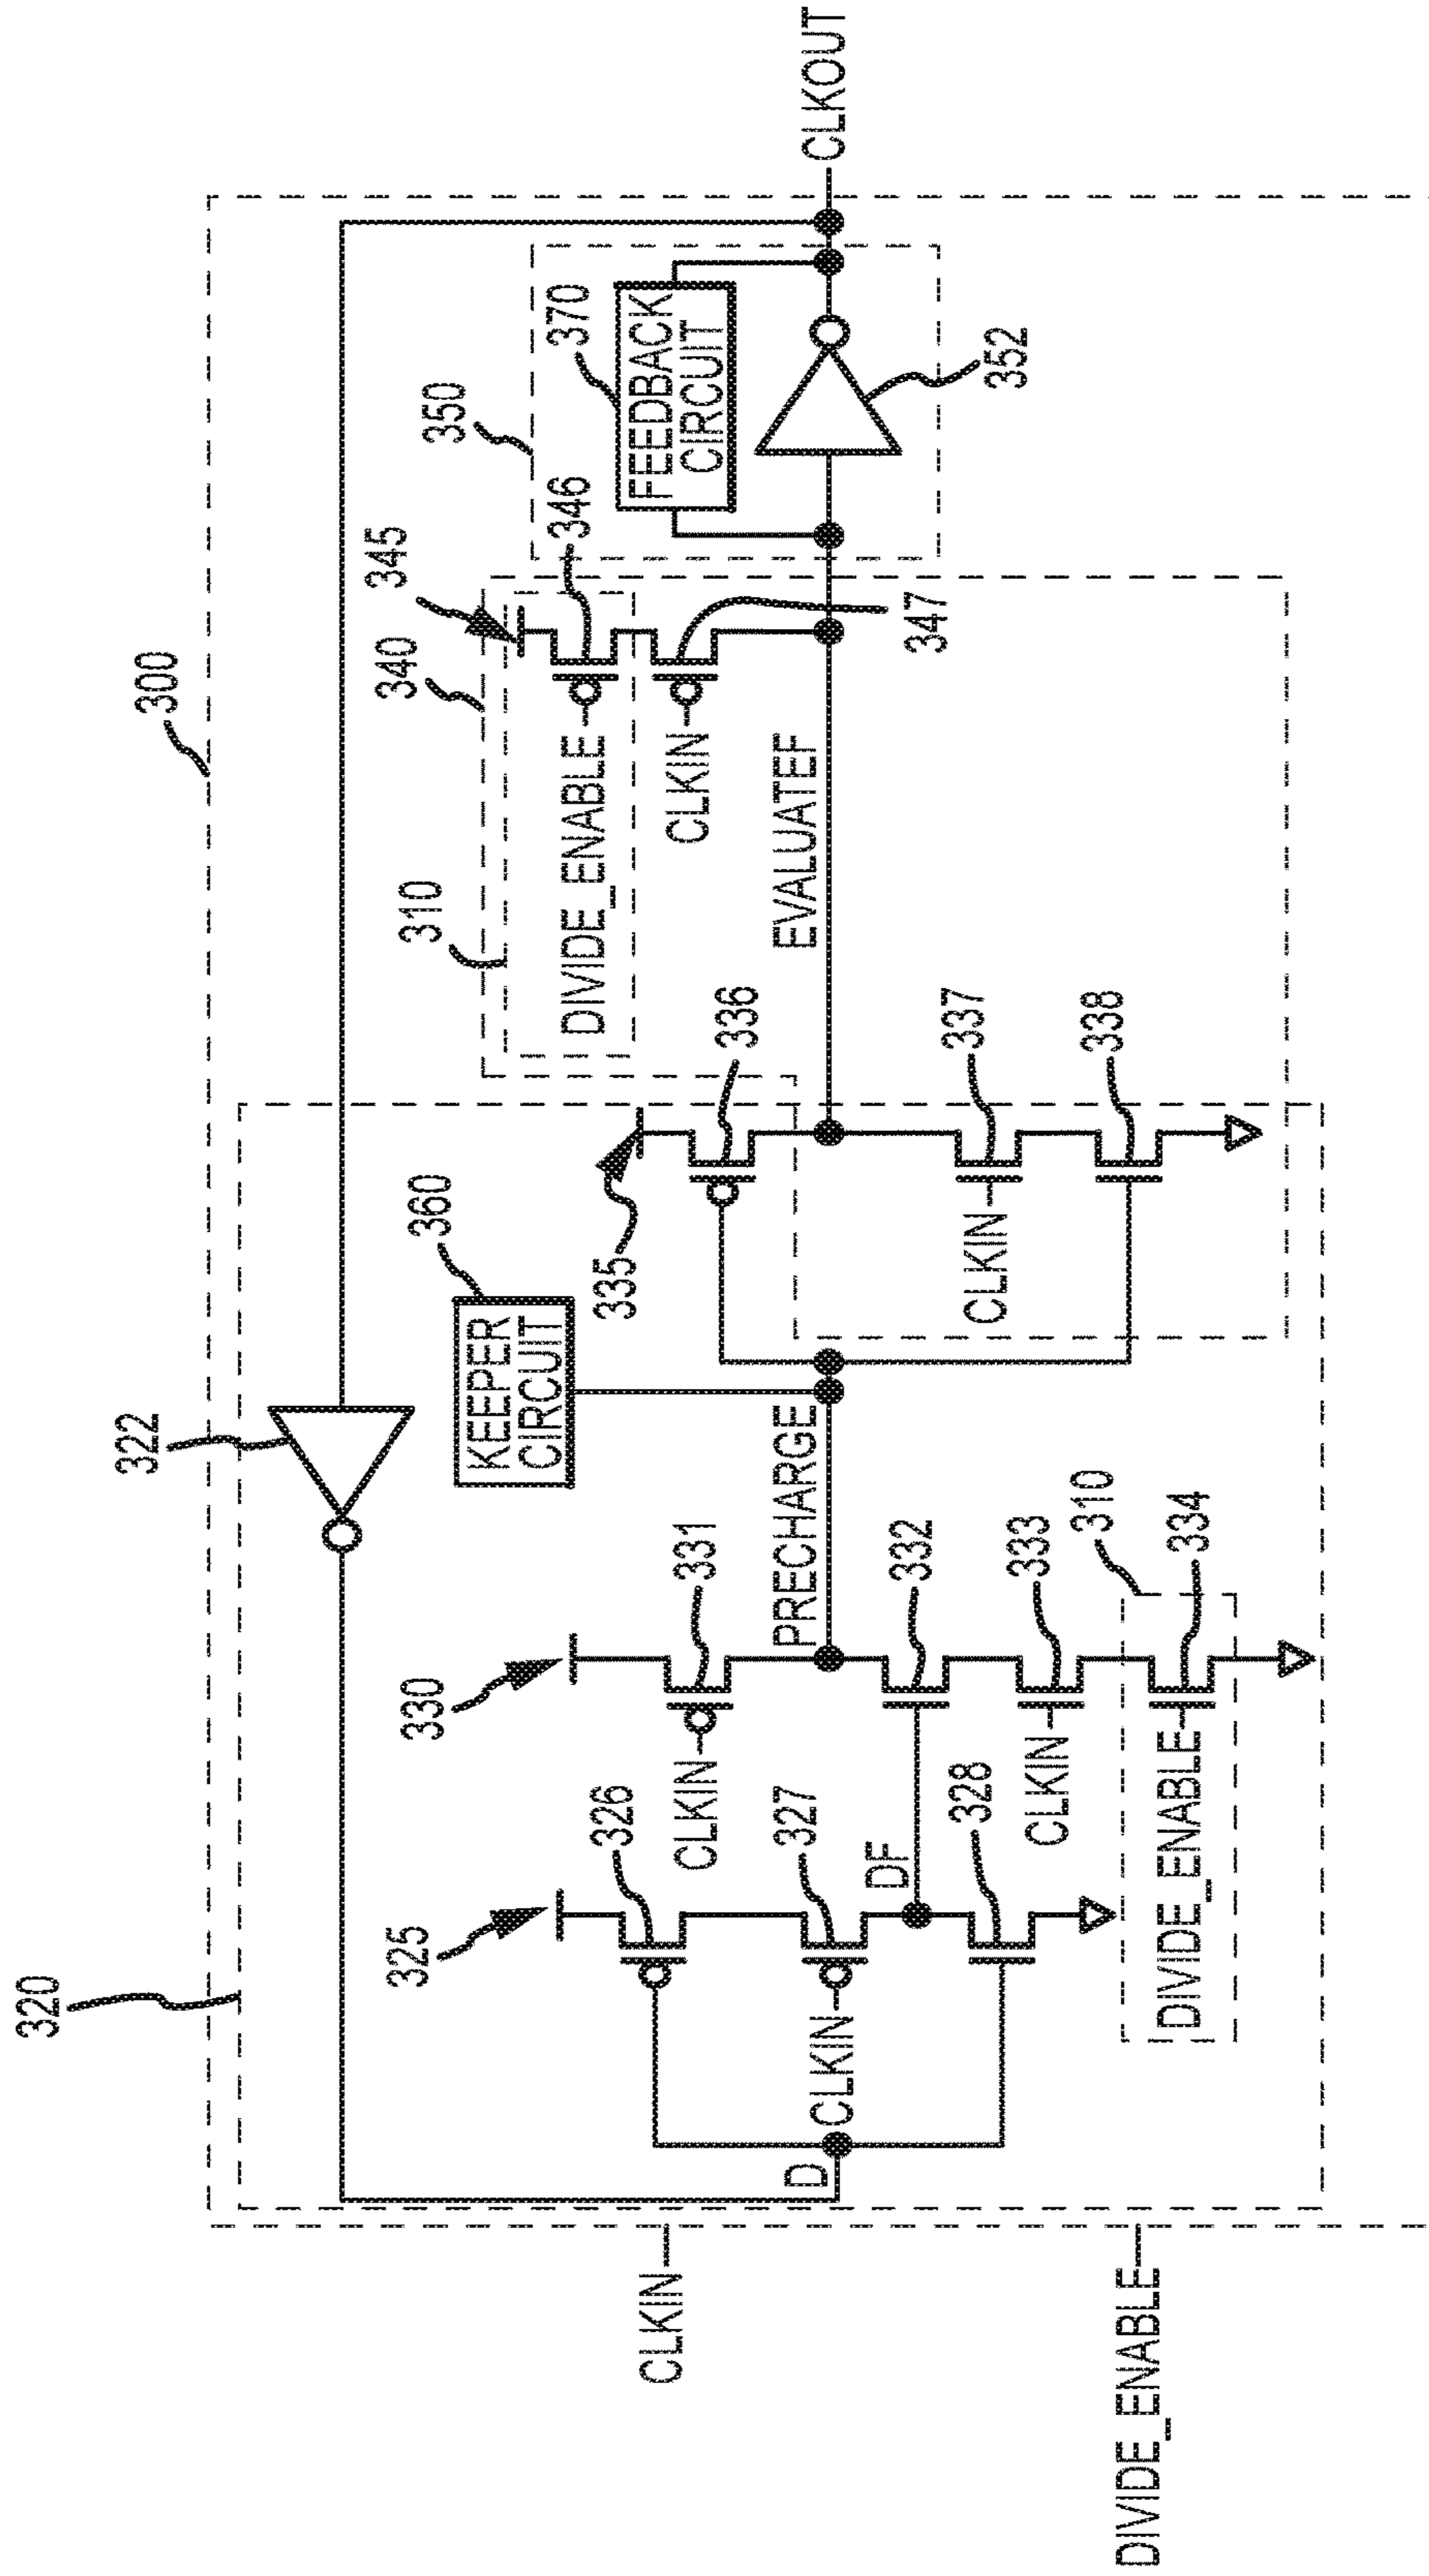 300
322
320
310
340
345
350
346
370
FEEDBACK
CIRCUIT
360
KEEPER
CIRCUIT
330
331
325
326
335
336
DIVIDE_ENABLE
CLKIN
347
352
CLKOUT
CLKIN
CLKIN
327
D
CLKIN
DF
328
PRECHARGE
332
333
CLKIN
310
334
DIVIDE_ENABLE
EVALUATEF
337
CLKIN
338
CLKIN
DIVIDE_ENABLE